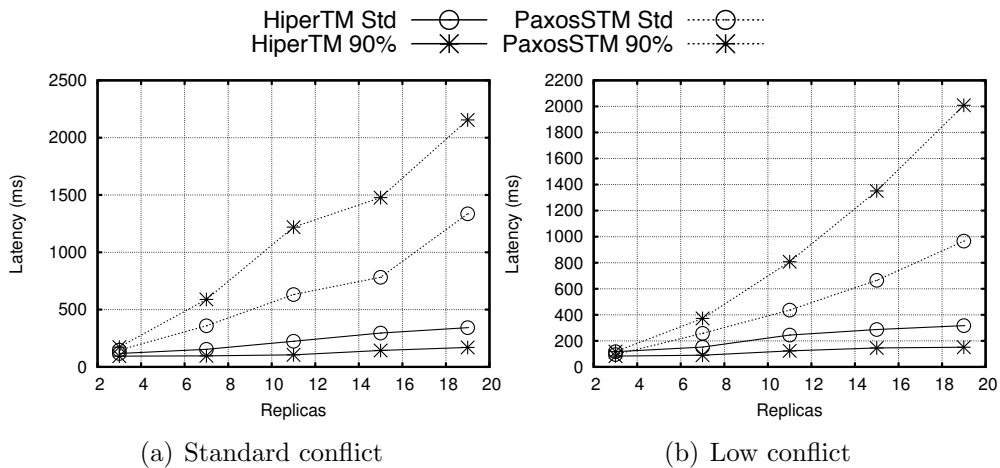 HiperTM Std
PaxosSTM Std
HiperTM 90%
PaxosSTM 90%
2500
2000
1500
1000
500
0
Latency (ms)
2 4 6 8 10 12 14 16 18 20
Replicas
(a) Standard conflict
2200
2000
1800
1600
1400
1200
1000
800
600
400
200
0
Latency (ms)
2 4 6 8 10 12 14 16 18 20
Replicas
(b) Low conflict